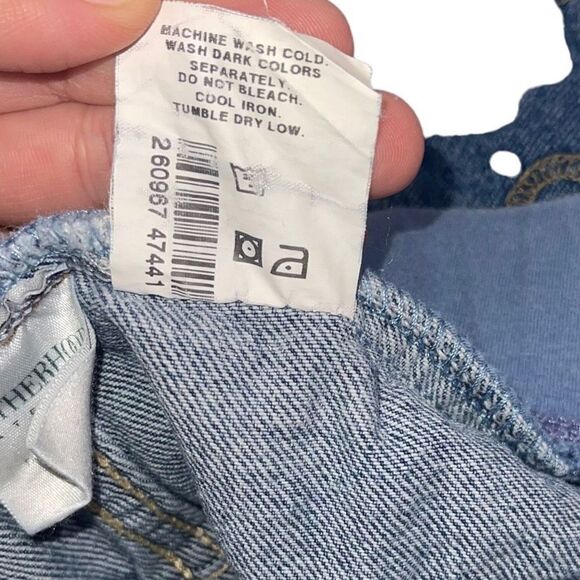 MACHINE WASH COLD.
WASH DARK COLORS
SEPARATELY.
DO NOT BLEACH.
COOL IRON.
TUMBLE DRY LOW.
260967 47441
a